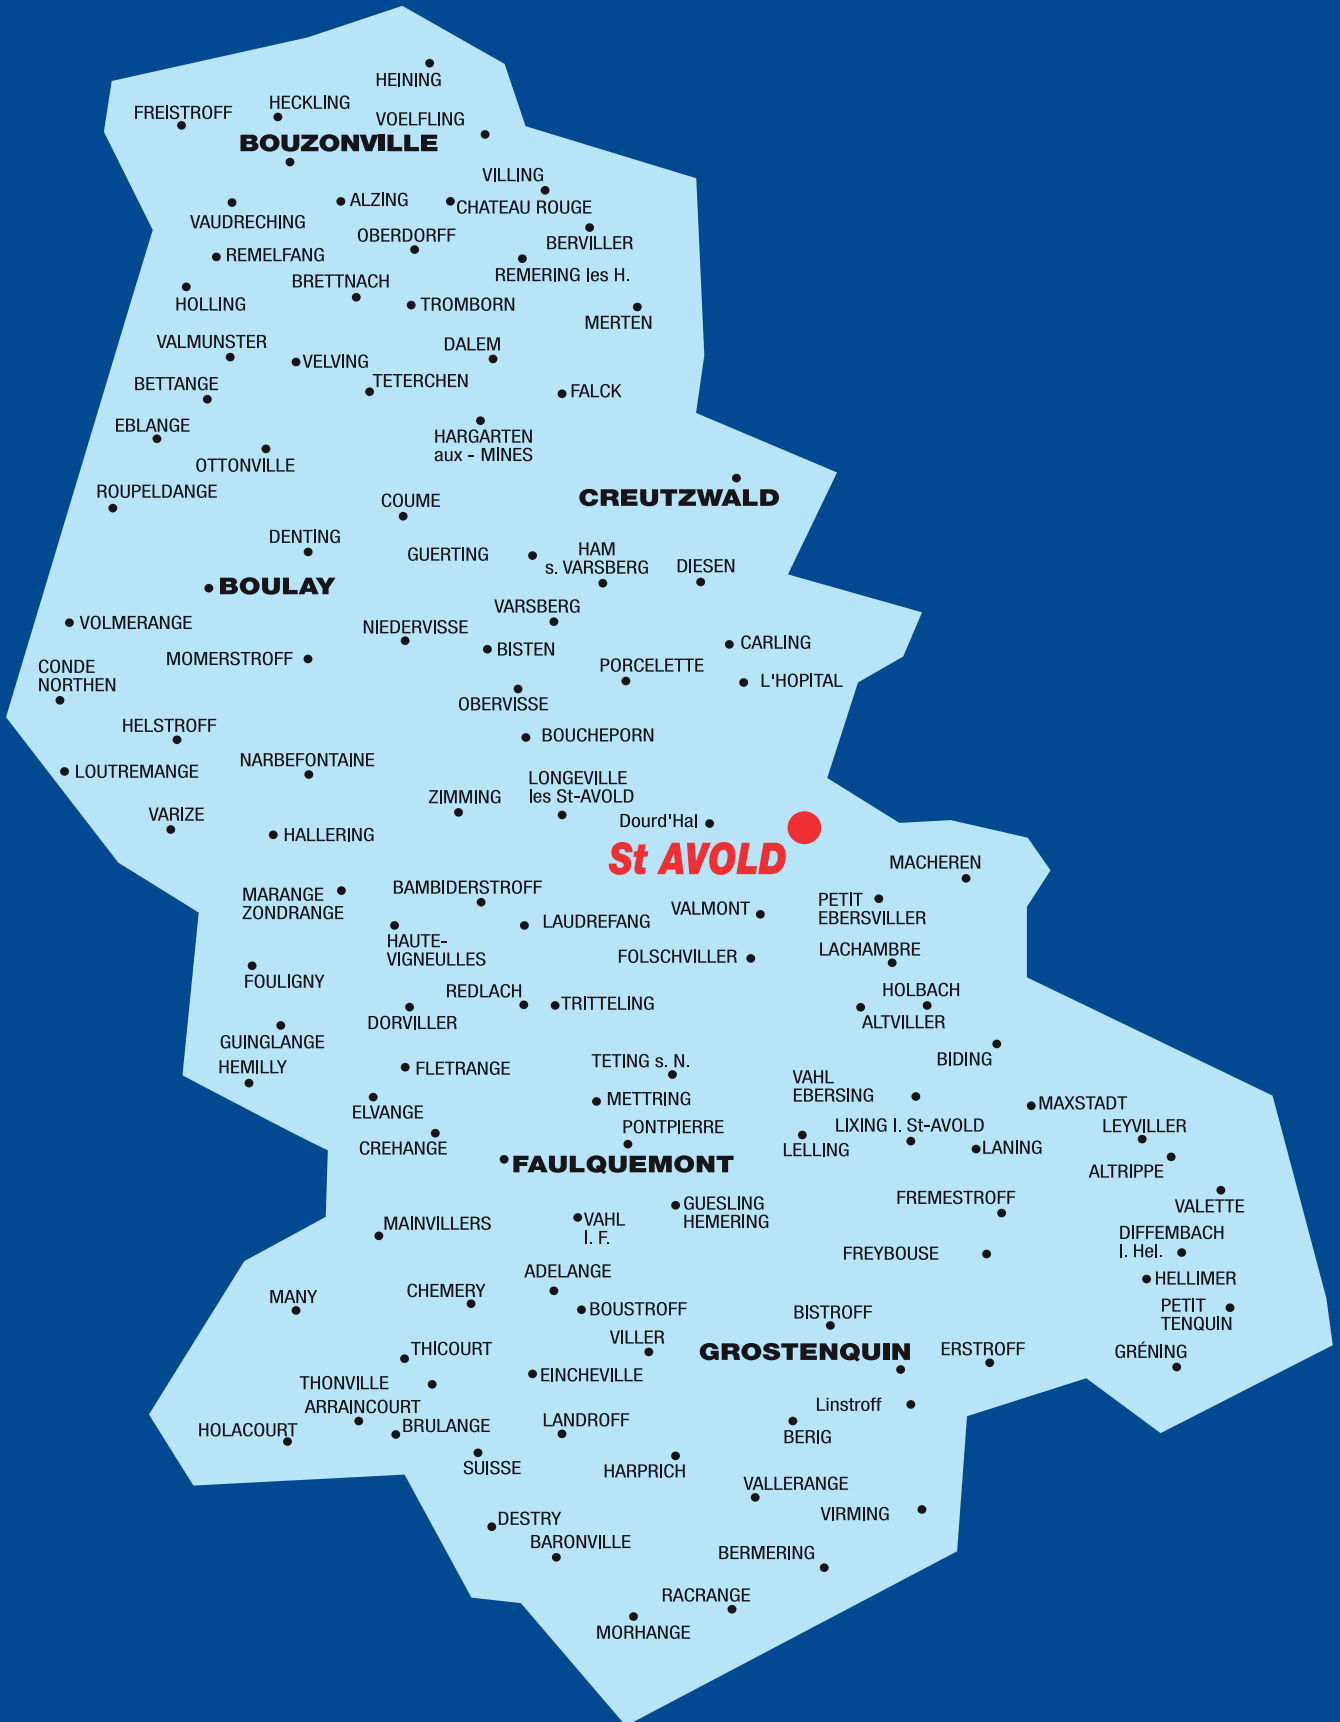 HEINING
HECKLING
FREISTROFF
VOELFLING
BOUZONVILLE
VILLING
ALZING
CHATEAU ROUGE
VAUDRECHING
OBERDORFF
BERVILLER
REMELFANG
REMERING les H.
BRETTNACH
HOLLING
TROMBORN
MERTEN
VALMUNSTER
DALEM
VELVING
TETERCHEN
BETTANGE
FALCK
EBLANGE
HARGARTEN
aux - MINES
OTTONVILLE
ROUPELDANGE
CREUTZWALD
COUME
DENTING
GUERTING
HAM
s. VARSBERG
DIESEN
BOULAY
VARSBERG
VOLMERANGE
NIEDERVISSE
CARLING
BISTEN
MOMERSTROFF
PORCELETTE
CONDE
NORTHEN
L'HOPITAL
OBERVISSE
HELSTROFF
BOUCHEPORN
NARBEFONTAINE
LOUTREMANGE
LONGEVILLE
les St-AVOLD
ZIMMING
VARIZE
Dourd'Hal
HALLERING
St AVOLD
MACHEREN
BAMBIDERSTROFF
MARANGE
ZONDRANGE
PETIT
EBERSVILLER
VALMONT
LAUDREFANG
HAUTE-
VIGNEULLES
LACHAMBRE
FOLSCHVILLER
FOULIGNY
REDLACH
HOLBACH
TRITTELING
DORVILLER
ALTVILLER
GUINGLANGE
BIDING
HEMILLY
FLETRANGE
TETING s. N.
VAHL
EBERSING
METTRING
MAXSTADT
ELVANGE
PONTPIERRE
LIXING l. St-AVOLD
LEYVILLER
CREHANGE
LELLING
LANING
FAULQUEMONT
ALTRIPPE
FREMESTROFF
GUESLING
HEMERING
VALETTE
MAINVILLERS
VAHL
l. F.
DIFFEMBACH
l. Hel.
FREYBOUSE
ADELANGE
HELLIMER
MANY
CHEMERY
BOUSTROFF
BISTROFF
PETIT
TENQUIN
VILLER
GROSTENQUIN
THICOURT
ERSTROFF
GRÉNING
THONVILLE
EINCHEVILLE
ARRAINCOURT
Linstroff
HOLACOURT
BRULANGE
LANDROFF
BERIG
SUISSE
HARPRICH
VALLERANGE
VIRMING
DESTRY
BARONVILLE
BERMERING
RACRANGE
MORHANGE